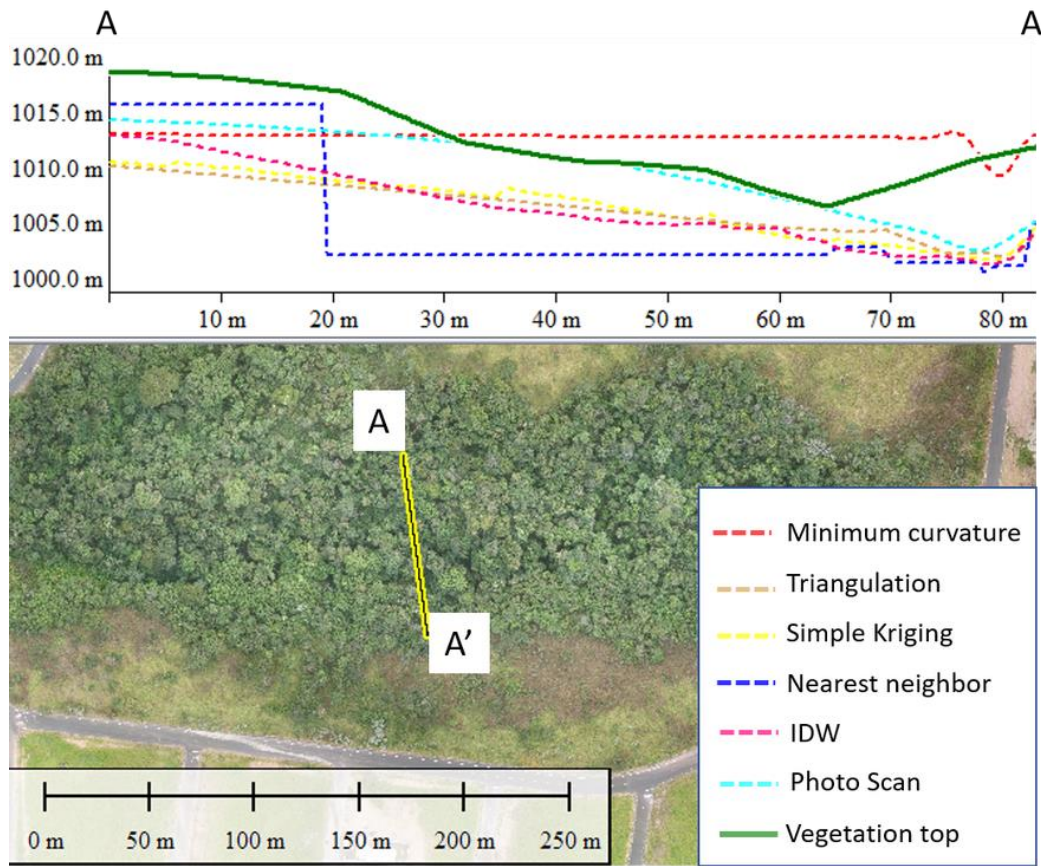 A A
1020.0 m
1015.0 m
1010.0 m
1005.0 m
1000.0 m
10 m 20 m 30 m 40 m 50 m 60 m 70 m 80 m
A
A’
Minimum curvature
Triangulation
Simple Kriging
Nearest neighbor
IDW
Photo Scan
Vegetation top
0 m 50 m 100 m 150 m 200 m 250 m